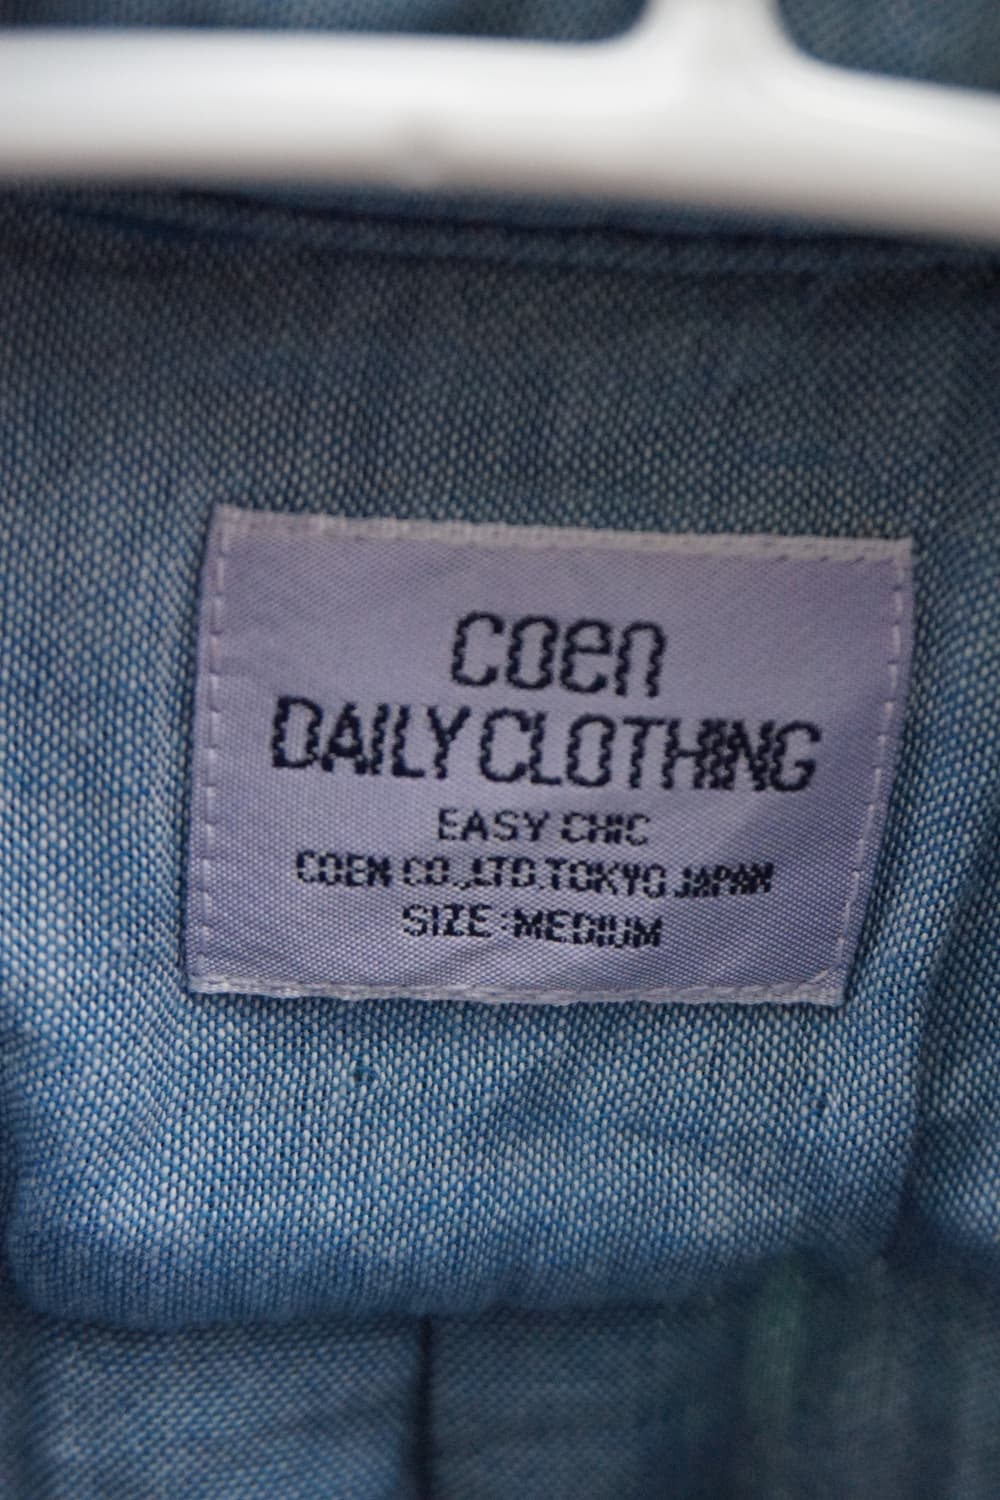 coen
DAILY CLOTHING
EASY CHIC
COEN CO.,LTD.TOKYO JAPAN
SIZE:MEDIUM